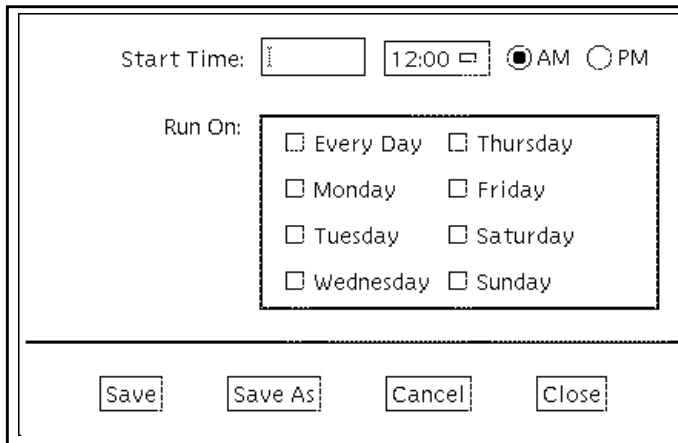 Start Time: 12:00 AM PM
Run On:
Every Day Thursday
Monday Friday
Tuesday Saturday
Wednesday Sunday
Save Save As Cancel Close